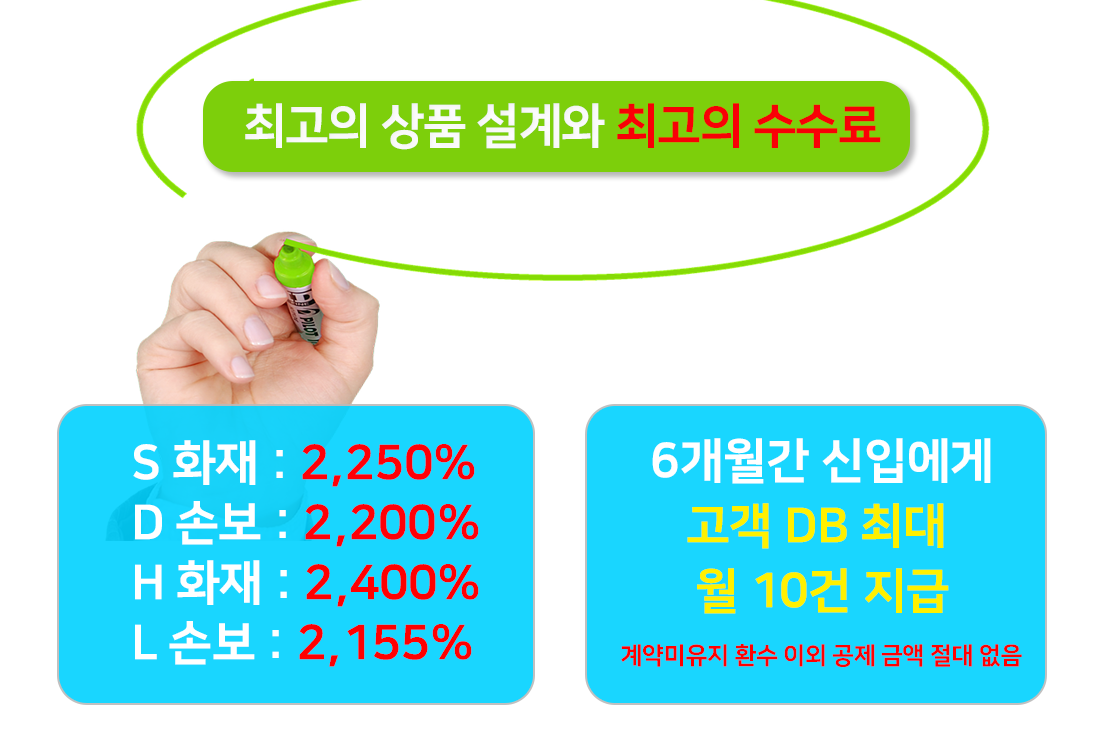 최고의 상품 설계와 최고의 수수료
PILOT
S 화재 : 2,250%
D 손보 : 2,200%
H 화재 : 2,400%
L 손보 : 2,155%
6개월간 신입에게
고객 DB 최대
월 10건 지급
계약미유지 환수 이외 공제 금액 절대 없음